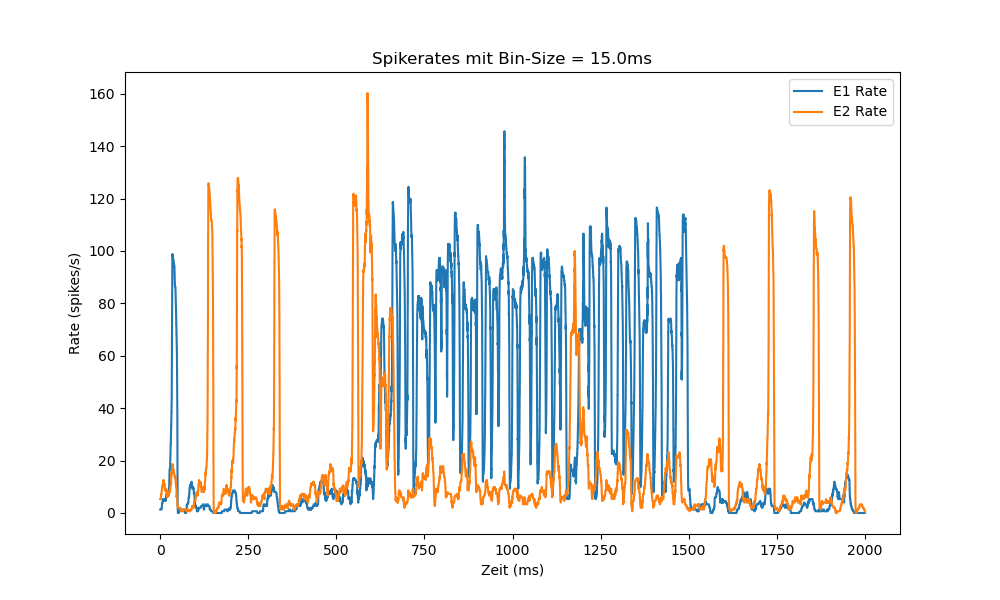 Spikerates mit Bin-Size = 15.0ms
E1 Rate
E2 Rate
160
140
120
100
80
60
40
20
0
Rate (spikes/s)
0 250 500 750 1000 1250 1500 1750 2000
Zeit (ms)